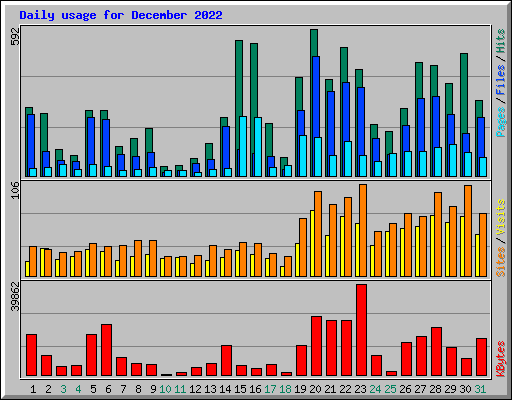 Daily usage for December 2022
592
Pages / Files / Hits
106
Sites / Visits
39862
KBytes
1 2 3 4 5 6 7 8 9 10 11 12 13 14 15 16 17 18 19 20 21 22 23 24 25 26 27 28 29 30 31